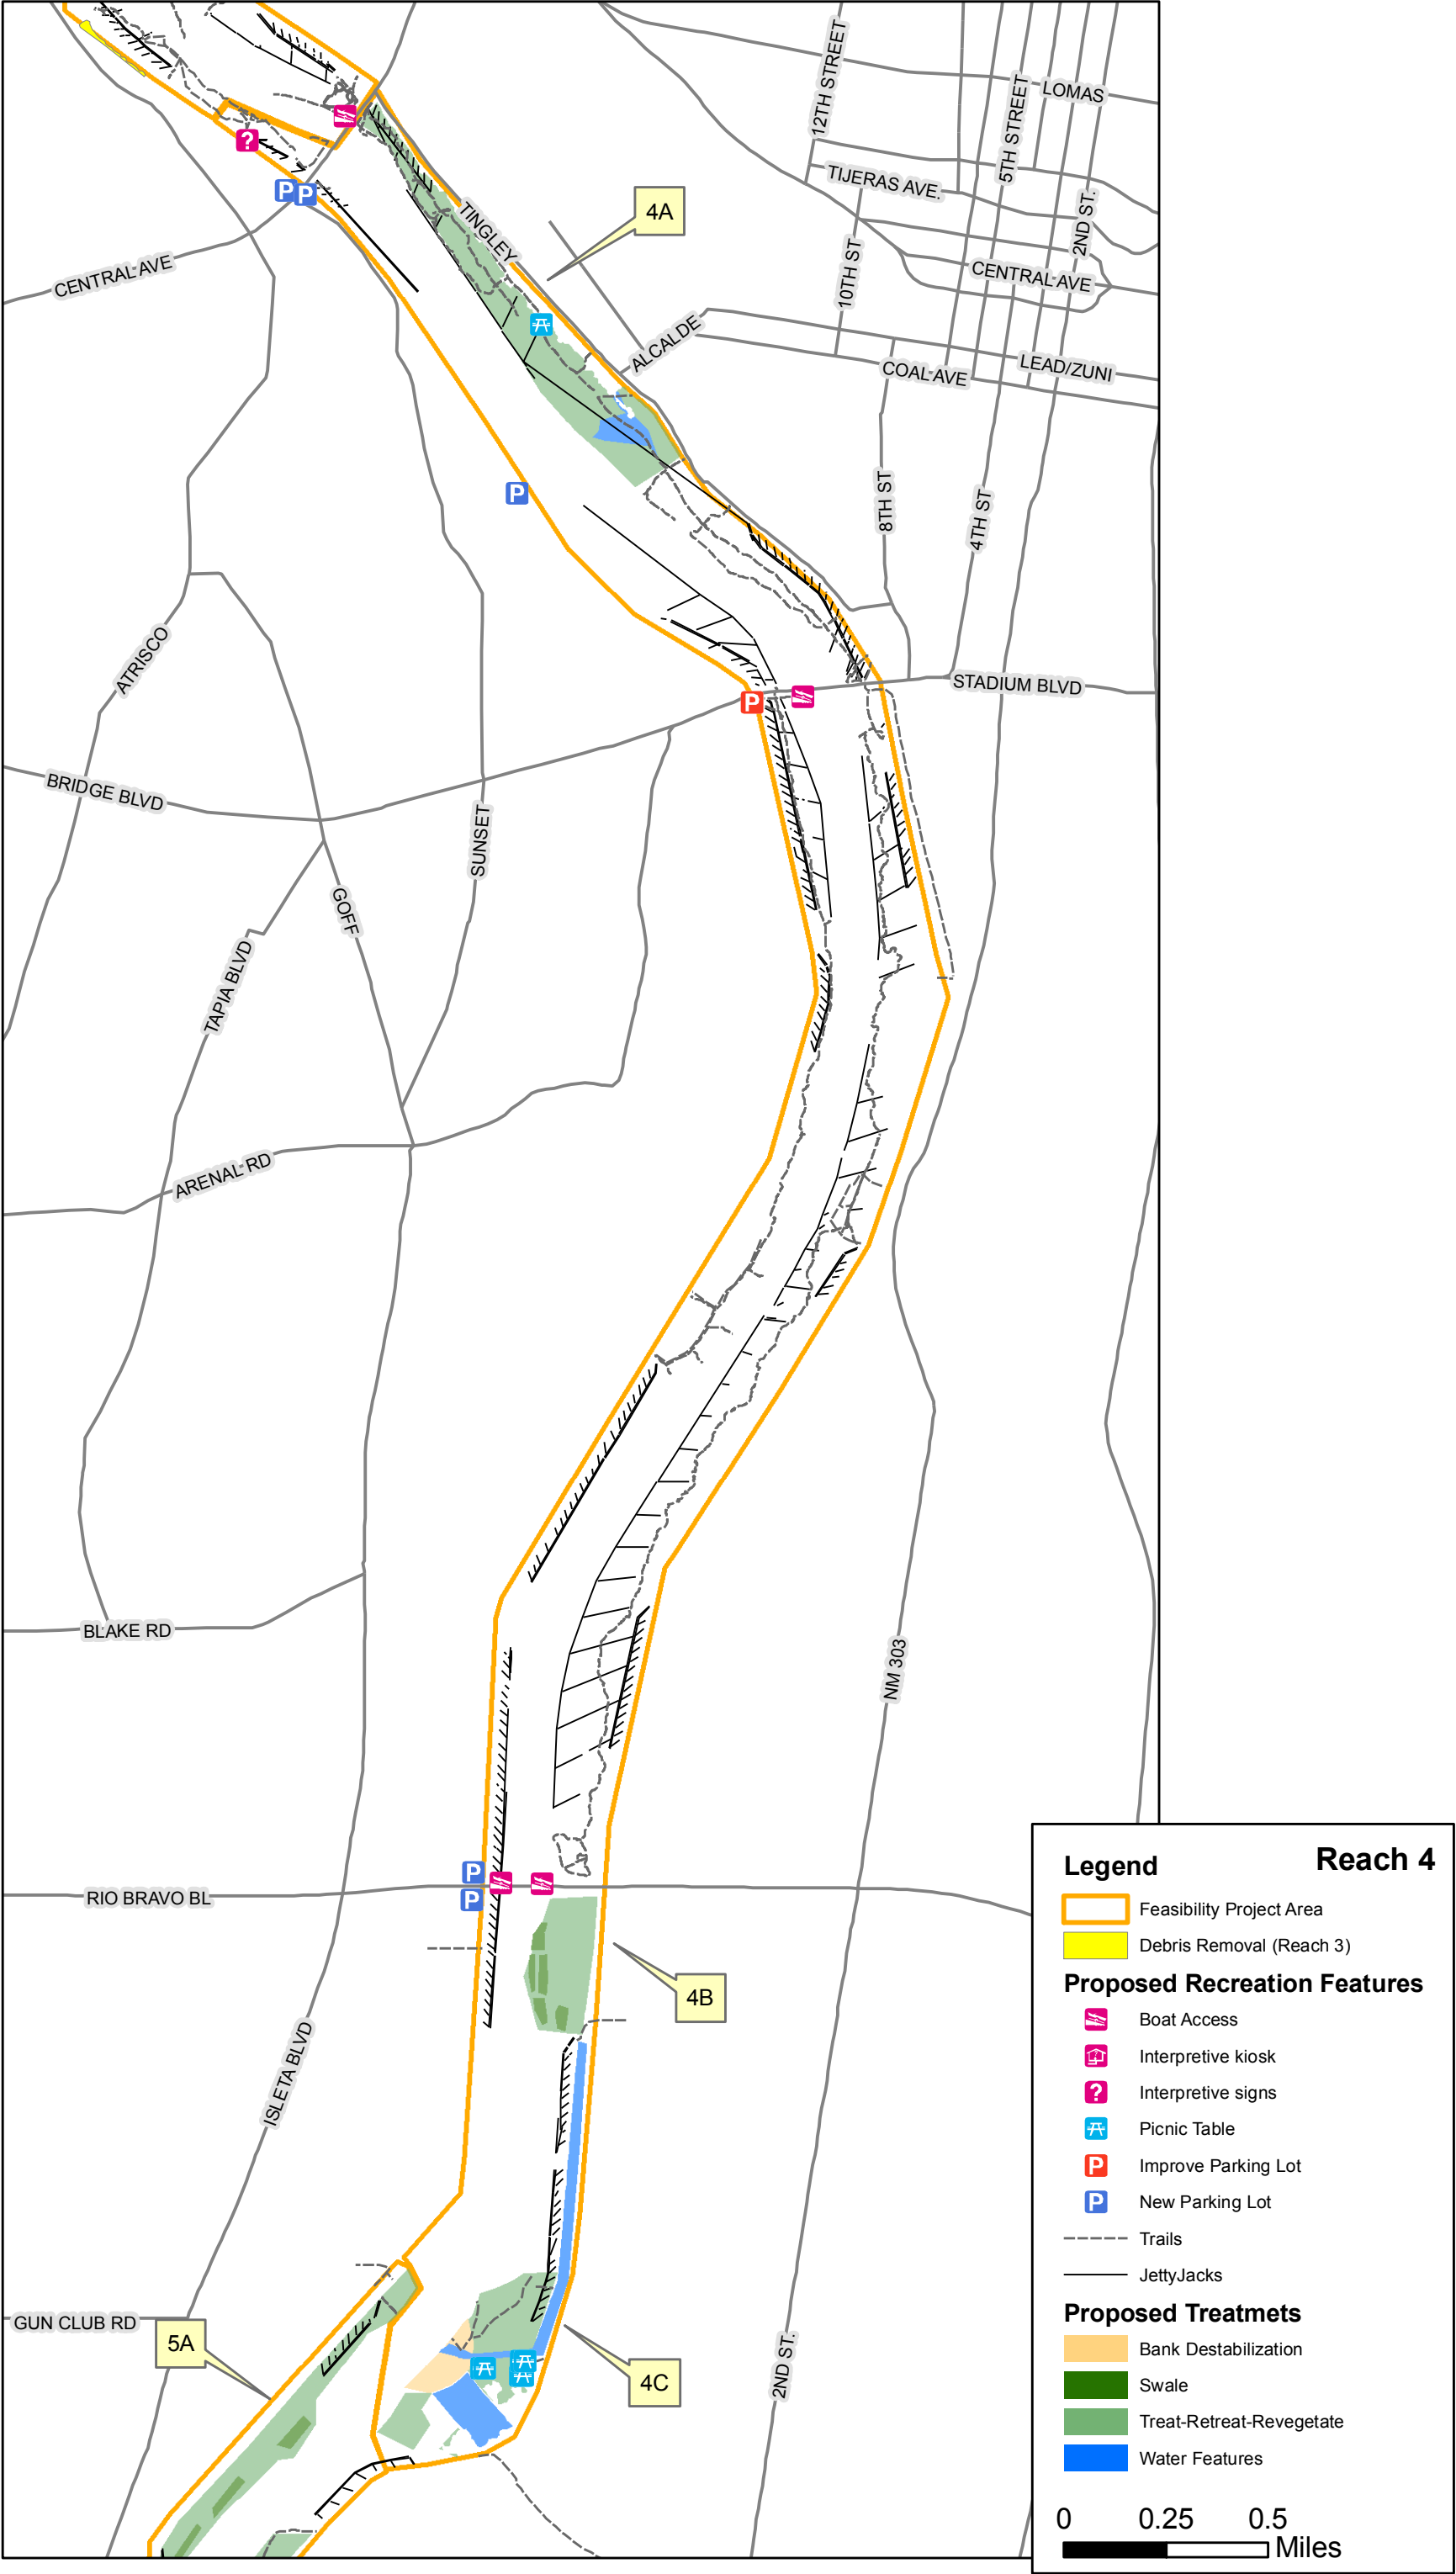 12TH STREET
LOMAS
5TH STREET
TIJERAS AVE.
2ND ST.
4A
TINGLEY
10TH ST
CENTRAL AVE
CENTRAL AVE
?
P
P
ALCALDE
COAL AVE
LEAD/ZUNI
P
8TH ST
4TH ST
ATRISCO
STADIUM BLVD
P
BRIDGE BLVD
SUNSET
GOFF
TAPIA BLVD
ARENAL RD
BLAKE RD
NM 303
P
P
RIO BRAVO BL
4B
ISLETA BLVD
GUN CLUB RD
5A
4C
2ND ST.
Legend
Reach 4
Feasibility Project Area
Debris Removal (Reach 3)
Proposed Recreation Features
Boat Access
Interpretive kiosk
? Interpretive signs
Picnic Table
P Improve Parking Lot
P New Parking Lot
Trails
JettyJacks
Proposed Treatmets
Bank Destabilization
Swale
Treat-Retreat-Revegetate
Water Features
0 0.25 0.5
Miles